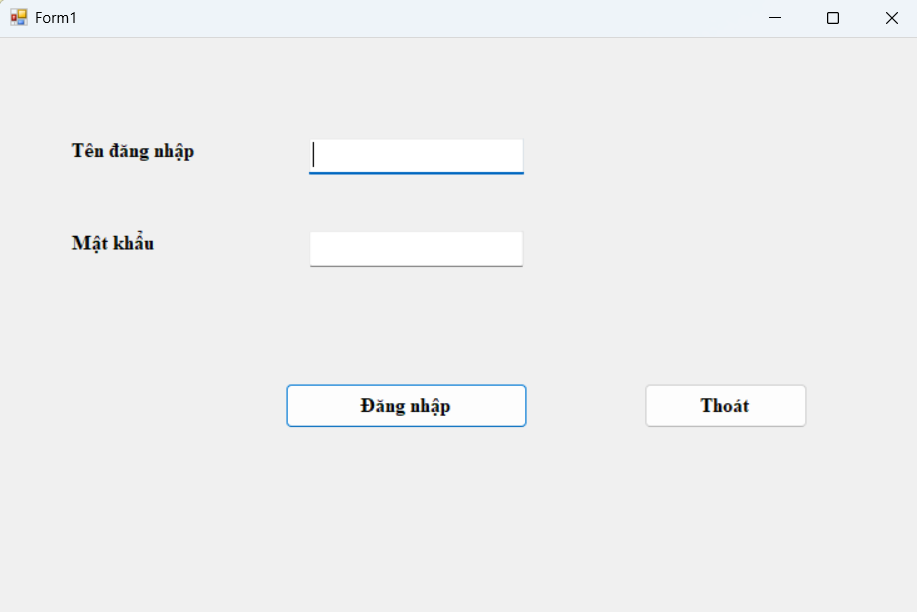 Form1
Tên đăng nhập
Mật khẩu
Đăng nhập
Thoát